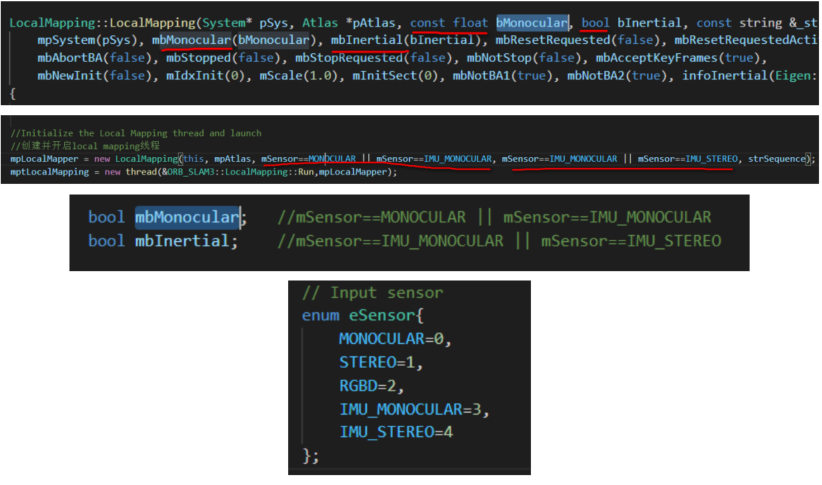 LocalMapping::LocalMapping(System* pSys, Atlas *pAtlas, const float bMonocular, bool bInertial, const string &_st
mpSystem(pSys), mbMonocular(bMonocular), mbInertial(bInertial), mbResetRequested(false), mbResetRequestedActi
mbAbortBA(false), mbStopped(false), mbStopRequested(false), mbNotStop(false), mbAcceptKeyFrames(true),
mbNewInit(false), mIdxInit(0), mScale(1.0), mInitSect(0), mbNotBA1(true), mbNotBA2(true), infoInertial(Eigen::
{
//Initialize the Local Mapping thread and launch
//创建并开启local mapping线程
mpLocalMapper = new LocalMapping(this, mpAtlas, mSensor==MONOCULAR || mSensor==IMU_MONOCULAR, mSensor==IMU_MONOCULAR || mSensor==IMU_STEREO, strSequence);
mptLocalMapping = new thread(&ORB_SLAM3::LocalMapping::Run,mpLocalMapper);
bool mbMonocular; //mSensor==MONOCULAR || mSensor==IMU_MONOCULAR
bool mbInertial; //mSensor==IMU_MONOCULAR || mSensor==IMU_STEREO
// Input sensor
enum eSensor{
MONOCULAR=0,
STEREO=1,
RGBD=2,
IMU_MONOCULAR=3,
IMU_STEREO=4
};